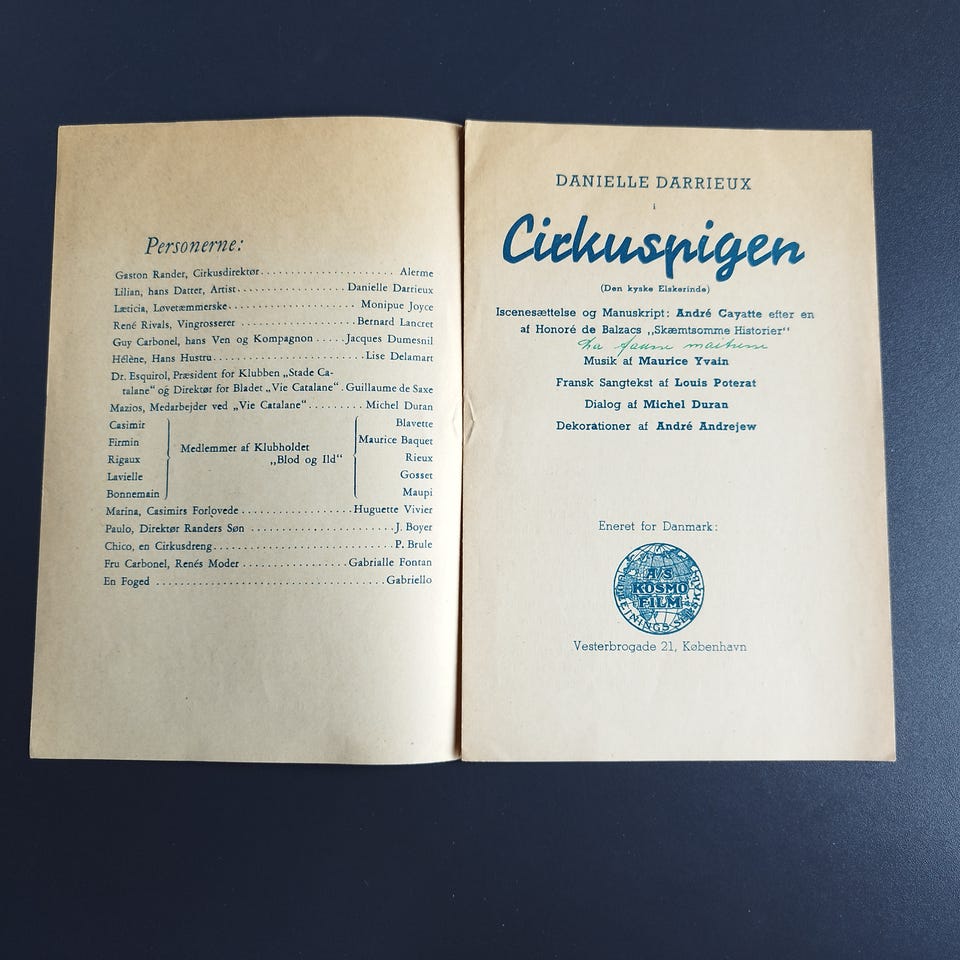 Personerne:
Gaston Rander, Cirkusdirektør . . . . . . . . . . . . . . . . . . . . . Alerme
Lilian, hans Datter, Artist . . . . . . . . . . . . . . . . . Danielle Darrieux
Læticia, Løvetæmmerske . . . . . . . . . . . . . . . . . . . . Monipue Joyce
René Rivals, Vingrosserer . . . . . . . . . . . . . . . . . . Bernard Lancret
Guy Carbonel, hans Ven og Kompagnon . . . . . Jacques Dumesnil
Hélène, Hans Hustru . . . . . . . . . . . . . . . . . . . . . . . Lise Delamart
Dr. Esquirol, Præsident for Klubben „Stade Ca-
talane" og Direktør for Bladet „Vie Catalane" . Guillaume de Saxe
Mazios, Medarbejder ved „Vie Catalane" . . . . . . . . . Michel Duran
Casimir Blavette
Firmin Maurice Baquet
Medlemmer af Klubholdet
Rigaux „Blod og Ild" Rieux
Lavielle Gosset
Bonnemain Maupi
Marina, Casimirs Forlovede . . . . . . . . . . . . . . . . . Huguette Vivier
Paulo, Direktør Randers Søn . . . . . . . . . . . . . . . . . . . . . . J. Boyer
Chico, en Cirkusdreng . . . . . . . . . . . . . . . . . . . . . . . . . . . P. Brule
Fru Carbonel, Renés Moder . . . . . . . . . . . . . . . . Gabrialle Fontan
En Foged . . . . . . . . . . . . . . . . . . . . . . . . . . . . . . . . . . . Gabriello
DANIELLE DARRIEUX
i
Cirkuspigen
(Den kyske Elskerinde)
Iscenesættelse og Manuskript: André Cayatte efter en
af Honoré de Balzacs „Skæmtsomme Historier"
Musik af Maurice Yvain
Fransk Sangtekst af Louis Poterat
Dialog af Michel Duran
Dekorationer af André Andrejew
Eneret for Danmark:
A/S
KOSMO
FILM
Vesterbrogade 21, København